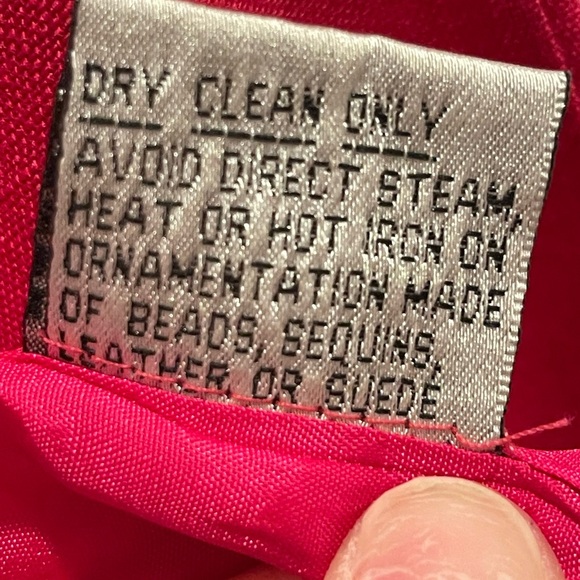 DRY CLEAN ONLY
AVOID DIRECT STEAM,
HEAT OR HOT IRON ON
ORNAMENTATION MADE
OF BEADS, SEQUINS,
LEATHER OR SUEDE